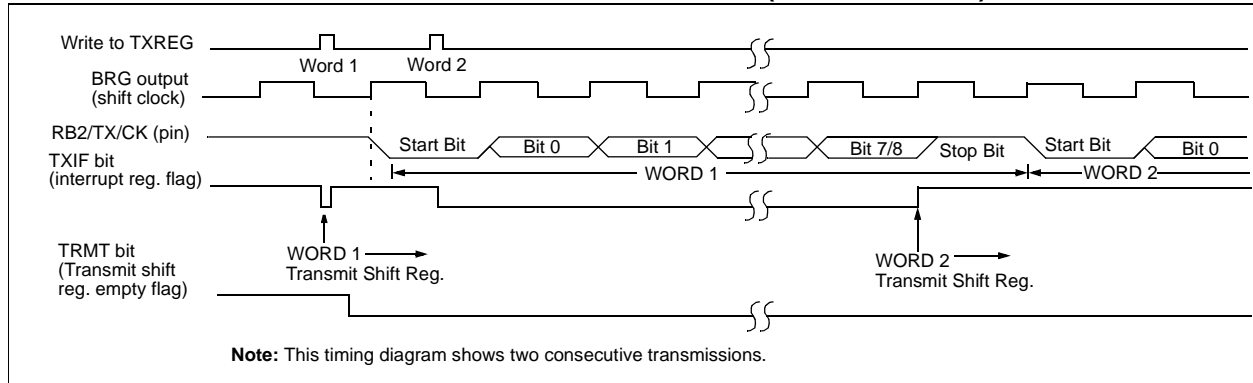 Write to TXREG
Word 1 Word 2
BRG output
(shift clock)
RB2/TX/CK (pin)
Start Bit Bit 0 Bit 1 Bit 7/8 Stop Bit Start Bit Bit 0
TXIF bit
(interrupt reg. flag)
WORD 1 WORD 2
TRMT bit
(Transmit shift
reg. empty flag)
WORD 1
Transmit Shift Reg.
WORD 2
Transmit Shift Reg.
Note: This timing diagram shows two consecutive transmissions.